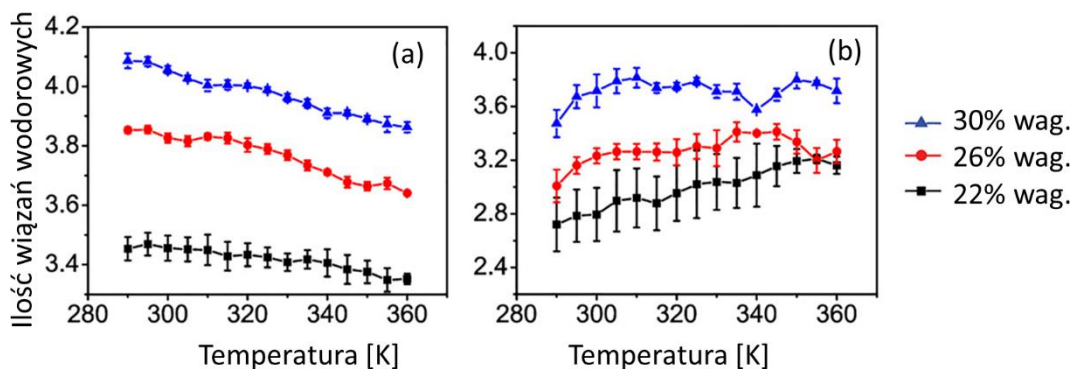 Ilość wiązań wodorowych
4.2
4.0
3.8
3.6
3.4
(a)
280 300 320 340 360
Temperatura [K]
4.0
3.6
3.2
2.8
2.4
(b)
280 300 320 340 360
Temperatura [K]
30% wag.
26% wag.
22% wag.